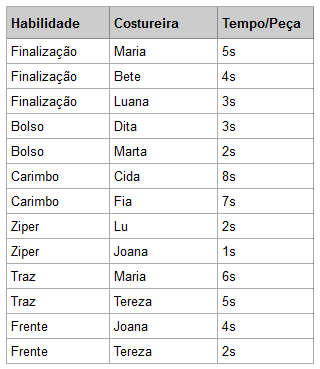 Habilidade Costureira Tempo/Peça
Finalização Maria 5s
Finalização Bete 4s
Finalização Luana 3s
Bolso Dita 3s
Bolso Marta 2s
Carimbo Cida 8s
Carimbo Fia 7s
Ziper Lu 2s
Ziper Joana 1s
Traz Maria 6s
Traz Tereza 5s
Frente Joana 4s
Frente Tereza 2s